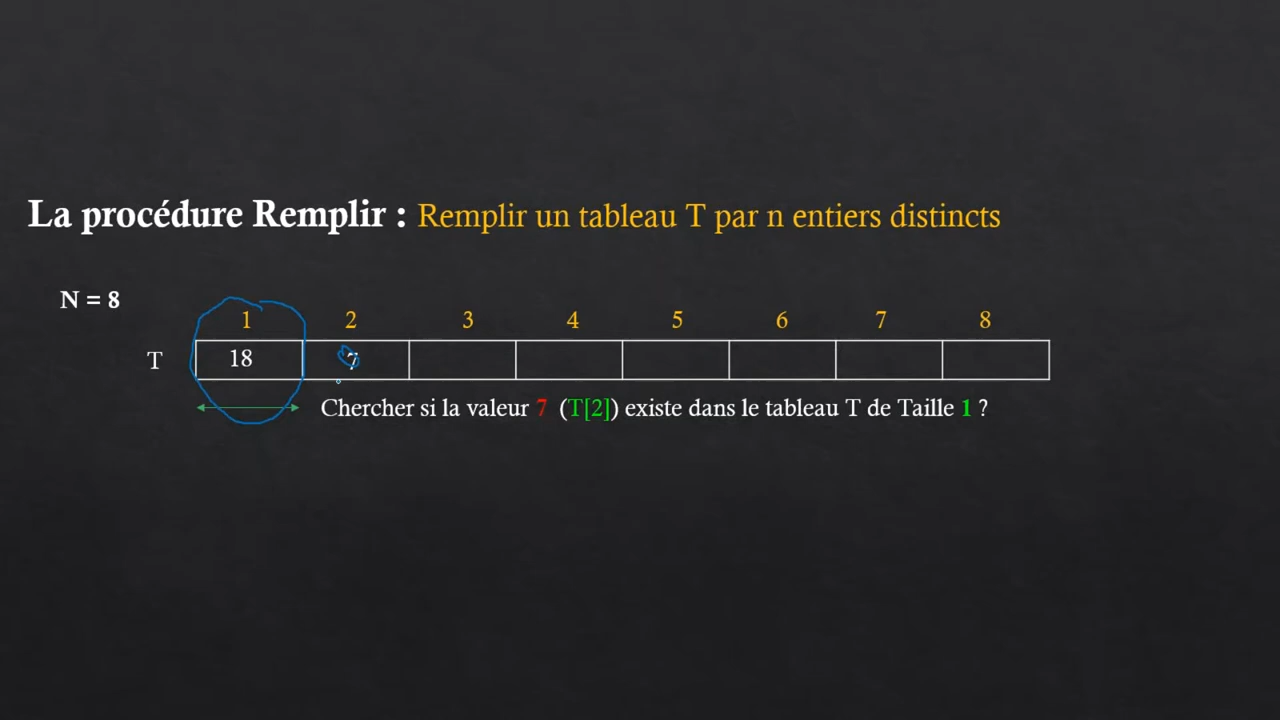 La procédure Remplir : Remplir un tableau T par n entiers distincts
N = 8
1 2 3 4 5 6 7 8
T 18 7
Chercher si la valeur 7 (T[2]) existe dans le tableau T de Taille 1 ?